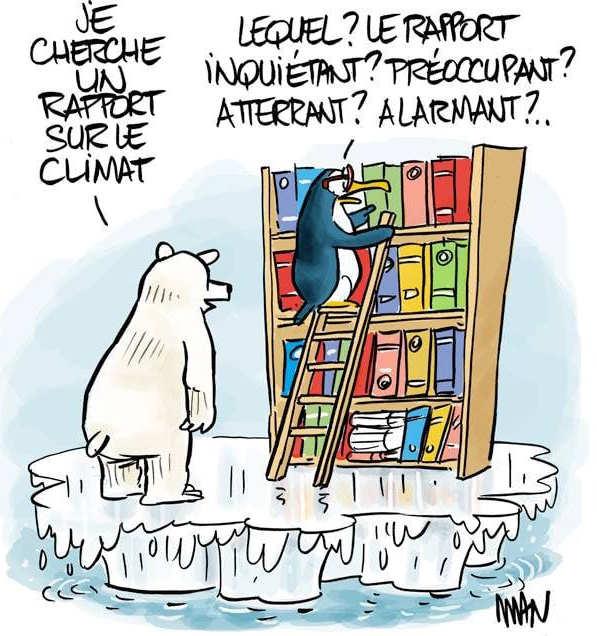 JE
CHERCHE
UN
RAPPORT
SUR LE
CLIMAT
LEQUEL? LE RAPPORT
INQUIÉTANT? PRÉOCCUPANT?
ATTERRANT? ALARMANT?..
MAN